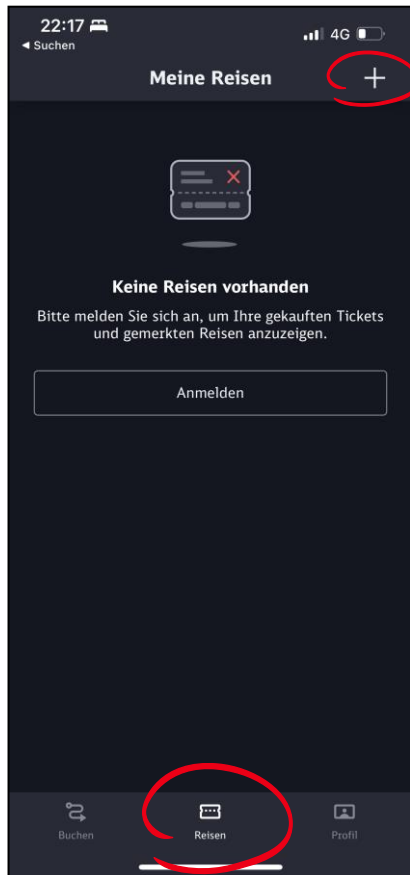 22:17
Suchen
4G
Meine Reisen
Keine Reisen vorhanden
Bitte melden Sie sich an, um Ihre gekauften Tickets
und gemerkten Reisen anzuzeigen.
Anmelden
Buchen
Reisen
Profil